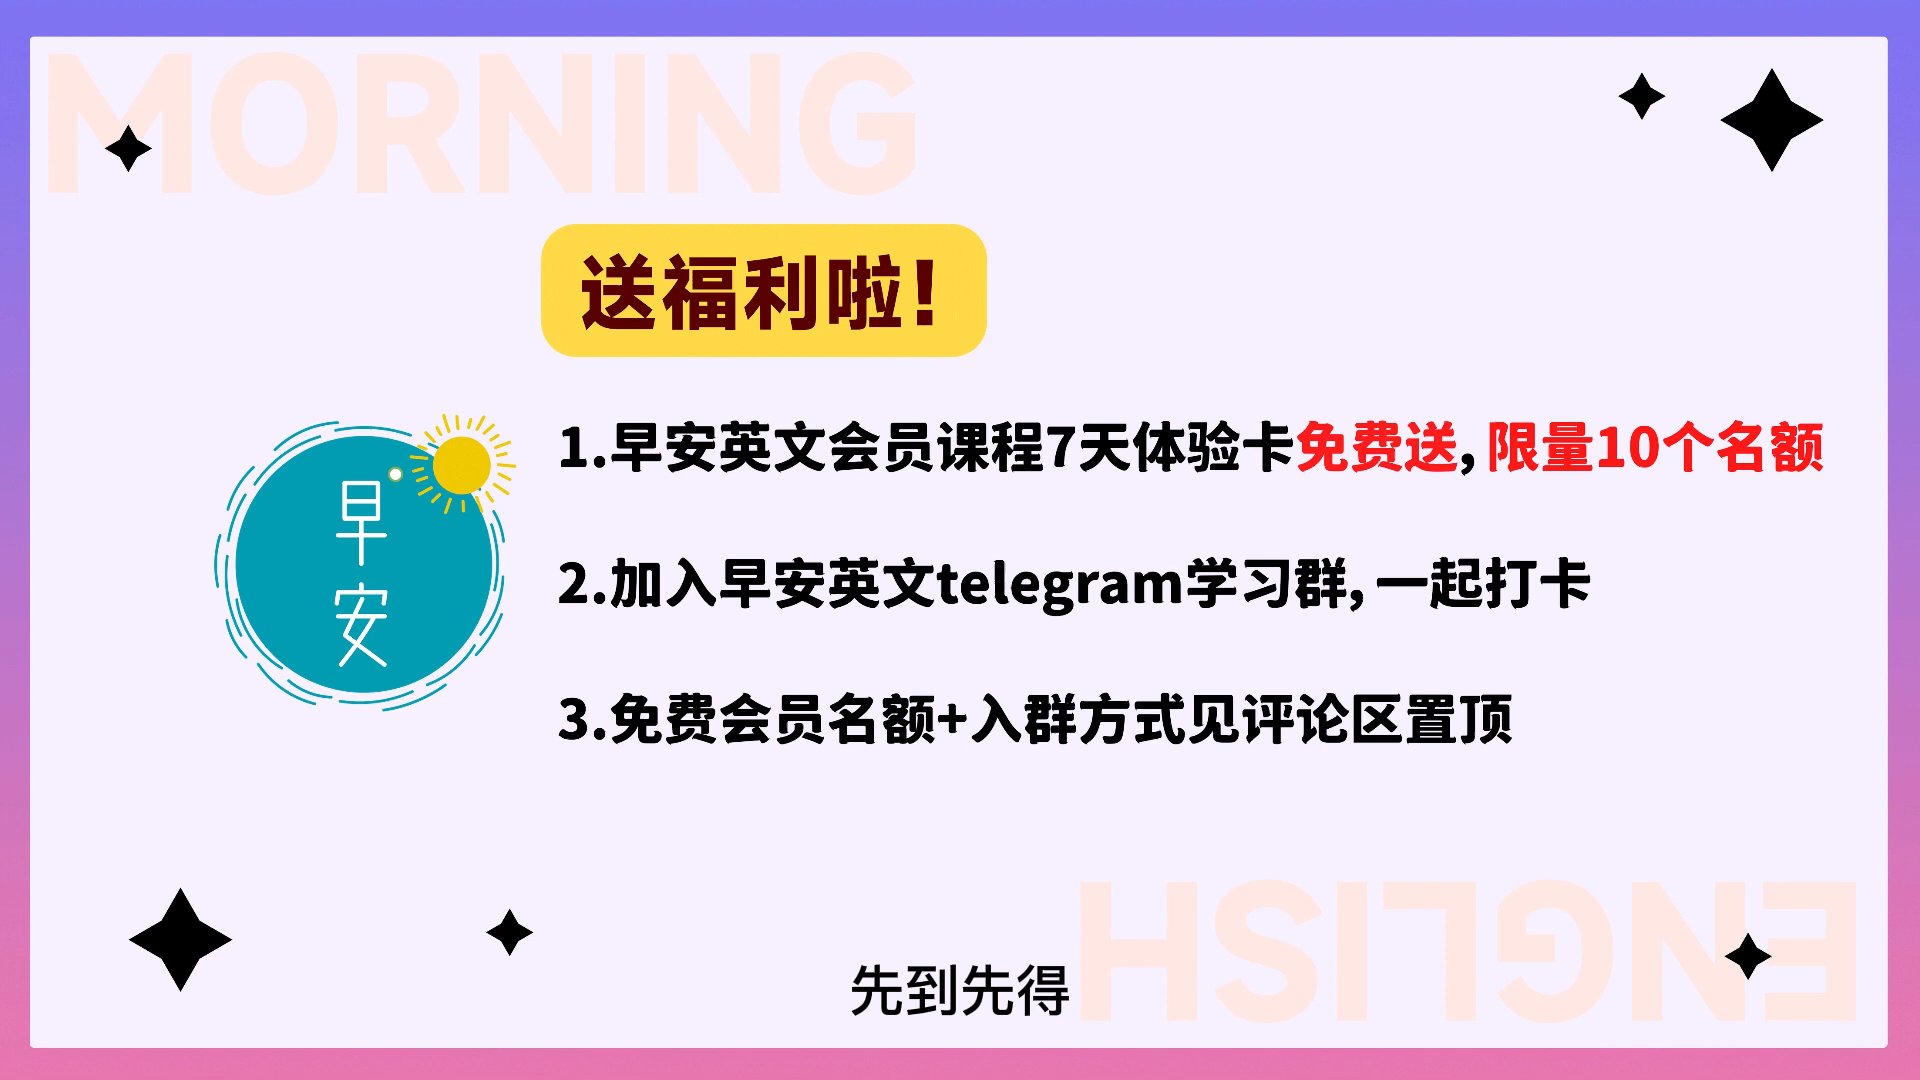 MORNING
送福利啦!
1.早安英文会员课程7天体验卡免费送,限量10个名额
早安
2.加入早安英文telegram学习群,一起打卡
3.免费会员名额+入群方式见评论区置顶
ENGLISH
先到先得